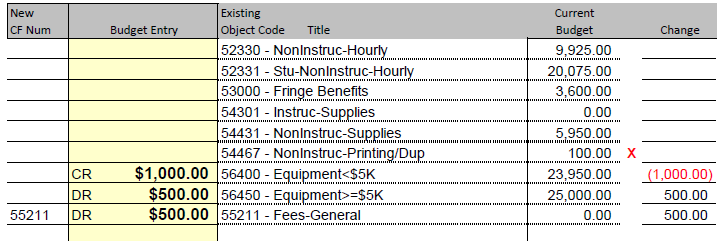 New Existing Current
CF Num Budget Entry Object Code Title Budget Change
52330 - NonInstruc-Hourly 9,925.00
52331 - Stu-NonInstruc-Hourly 20,075.00
53000 - Fringe Benefits 3,600.00
54301 - Instruc-Supplies 0.00
54431 - NonInstruc-Supplies 5,950.00
54467 - NonInstruc-Printing/Dup 100.00 X
CR $1,000.00 56400 - Equipment<$5K 23,950.00 (1,000.00)
DR $500.00 56450 - Equipment>=$5K 25,000.00 500.00
55211 DR $500.00 55211 - Fees-General 0.00 500.00